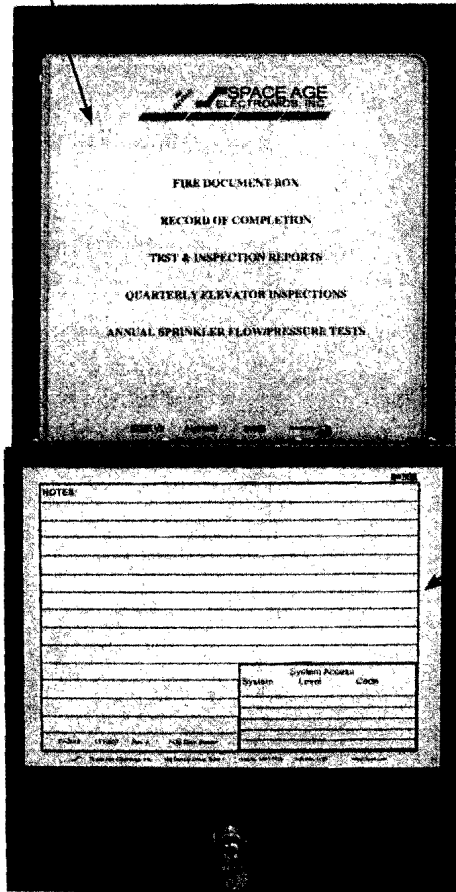 SPACE AGE
ELECTRONICS, INC.
FIRE DOCUMENT BOX
RECORD OF COMPLETION
TEST & INSPECTION REPORTS
QUARTERLY ELEVATOR INSPECTIONS
ANNUAL SPRINKLER FLOW/PRESSURE TESTS
NOTES:
System Access
System Level Code